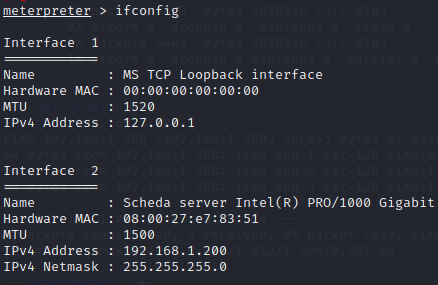 meterpreter > ifconfig
Interface  1
============
Name         : MS TCP Loopback interface
Hardware MAC : 00:00:00:00:00:00
MTU          : 1520
IPv4 Address : 127.0.0.1
Interface  2
============
Name         : Scheda server Intel(R) PRO/1000 Gigabit
Hardware MAC : 08:00:27:e7:83:51
MTU          : 1500
IPv4 Address : 192.168.1.200
IPv4 Netmask : 255.255.255.0